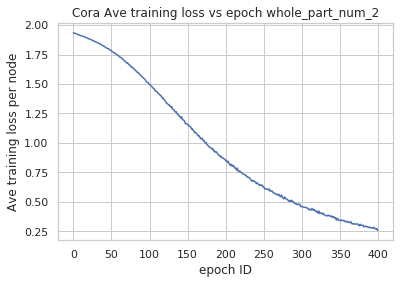 Cora Ave training loss vs epoch whole_part_num_2
Ave training loss per node
2.00
1.75
1.50
1.25
1.00
0.75
0.50
0.25
0 50 100 150 200 250 300 350 400
epoch ID